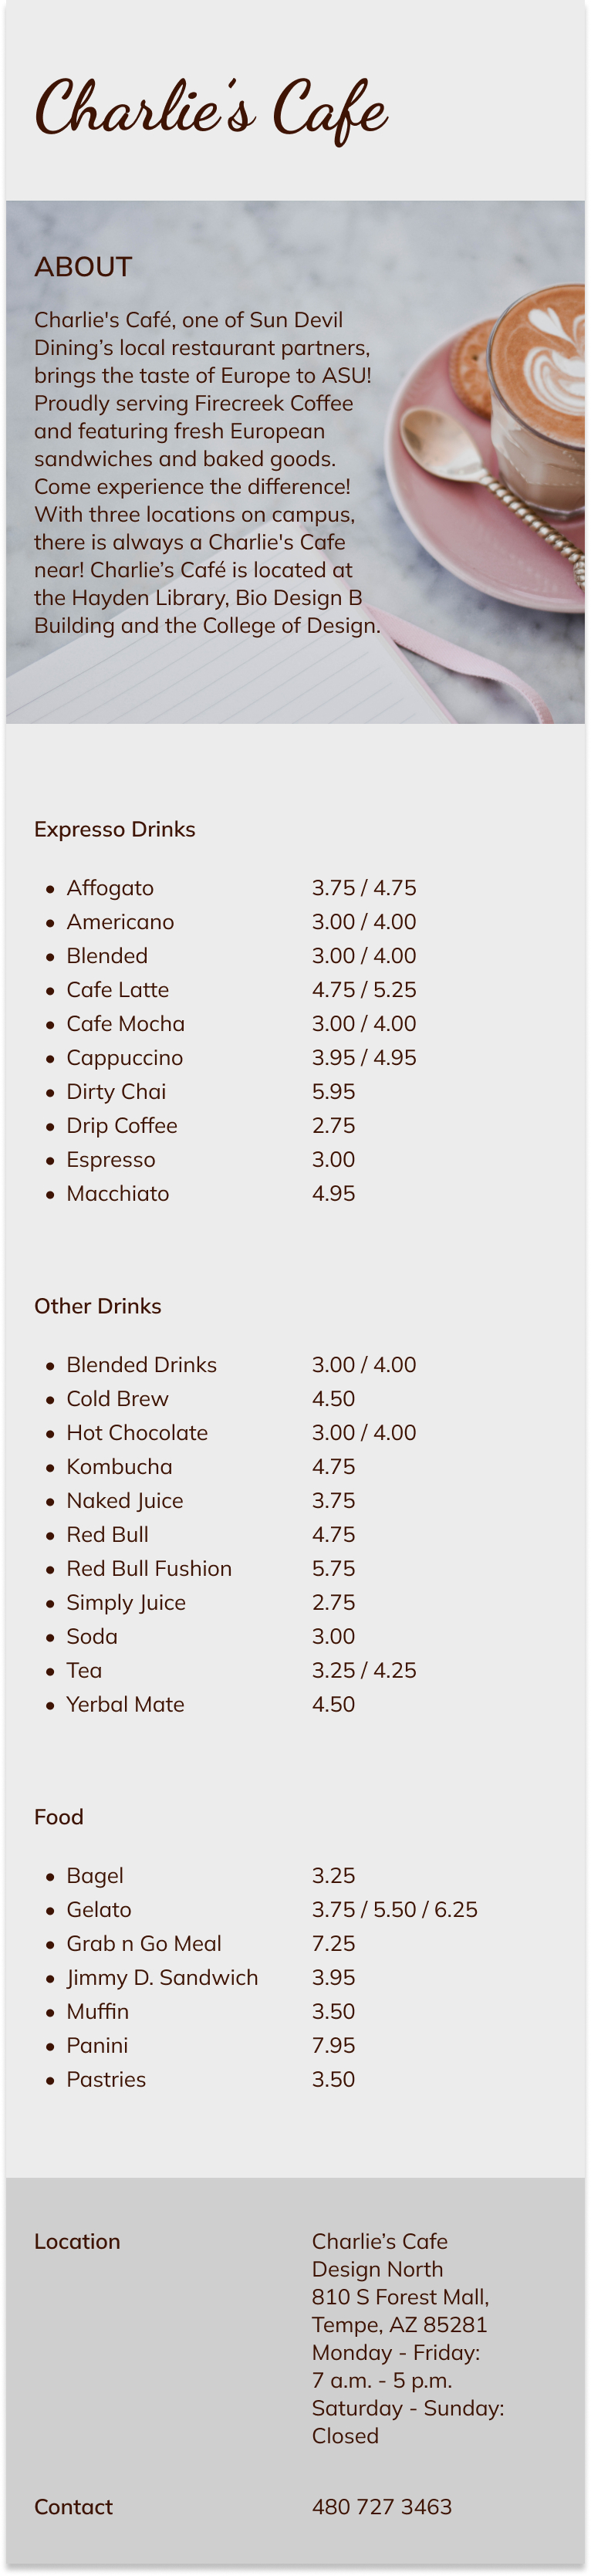 Charlie's Cafe
ABOUT
Charlie's Café, one of Sun Devil
Dining’s local restaurant partners,
brings the taste of Europe to ASU!
Proudly serving Firecreek Coffee
and featuring fresh European
sandwiches and baked goods.
Come experience the difference!
With three locations on campus,
there is always a Charlie's Cafe
near! Charlie’s Café is located at
the Hayden Library, Bio Design B
Building and the College of Design.
Expresso Drinks
• Affogato 3.75 / 4.75
• Americano 3.00 / 4.00
• Blended 3.00 / 4.00
• Cafe Latte 4.75 / 5.25
• Cafe Mocha 3.00 / 4.00
• Cappuccino 3.95 / 4.95
• Dirty Chai 5.95
• Drip Coffee 2.75
• Espresso 3.00
• Macchiato 4.95
Other Drinks
• Blended Drinks 3.00 / 4.00
• Cold Brew 4.50
• Hot Chocolate 3.00 / 4.00
• Kombucha 4.75
• Naked Juice 3.75
• Red Bull 4.75
• Red Bull Fushion 5.75
• Simply Juice 2.75
• Soda 3.00
• Tea 3.25 / 4.25
• Yerbal Mate 4.50
Food
• Bagel 3.25
• Gelato 3.75 / 5.50 / 6.25
• Grab n Go Meal 7.25
• Jimmy D. Sandwich 3.95
• Muffin 3.50
• Panini 7.95
• Pastries 3.50
Location Charlie’s Cafe
Design North
810 S Forest Mall,
Tempe, AZ 85281
Monday - Friday:
7 a.m. - 5 p.m.
Saturday - Sunday:
Closed
Contact 480 727 3463